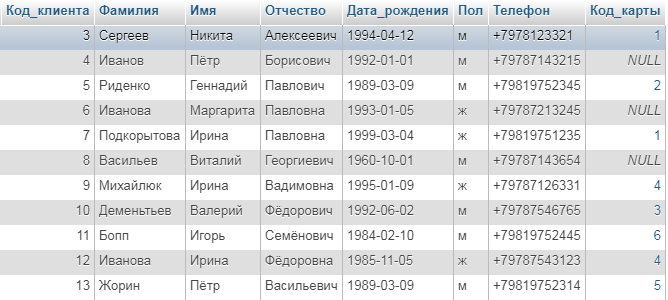 Код_клиента Фамилия Имя Отчество Дата_рождения Пол Телефон Код_карты
3 Сергеев Никита Алексеевич 1994-04-12 м +7978123321 1
4 Иванов Пётр Борисович 1992-01-01 м +79787143215 NULL
5 Риденко Геннадий Павлович 1989-03-09 м +79819752345 2
6 Иванова Маргарита Павловна 1993-01-05 ж +79787213245 NULL
7 Подкорытова Ирина Павловна 1999-03-04 ж +79819751235 1
8 Васильев Виталий Георгиевич 1960-10-01 м +79787143654 NULL
9 Михайлюк Ирина Вадимовна 1995-01-09 ж +79787126331 4
10 Деменьтьев Валерий Фёдорович 1992-06-02 м +79787546765 3
11 Бопп Игорь Семёнович 1984-02-10 м +79819752445 6
12 Иванова Ирина Фёдоровна 1985-11-05 ж +79787543123 4
13 Жорин Пётр Васильевич 1989-03-09 м +79819752314 5